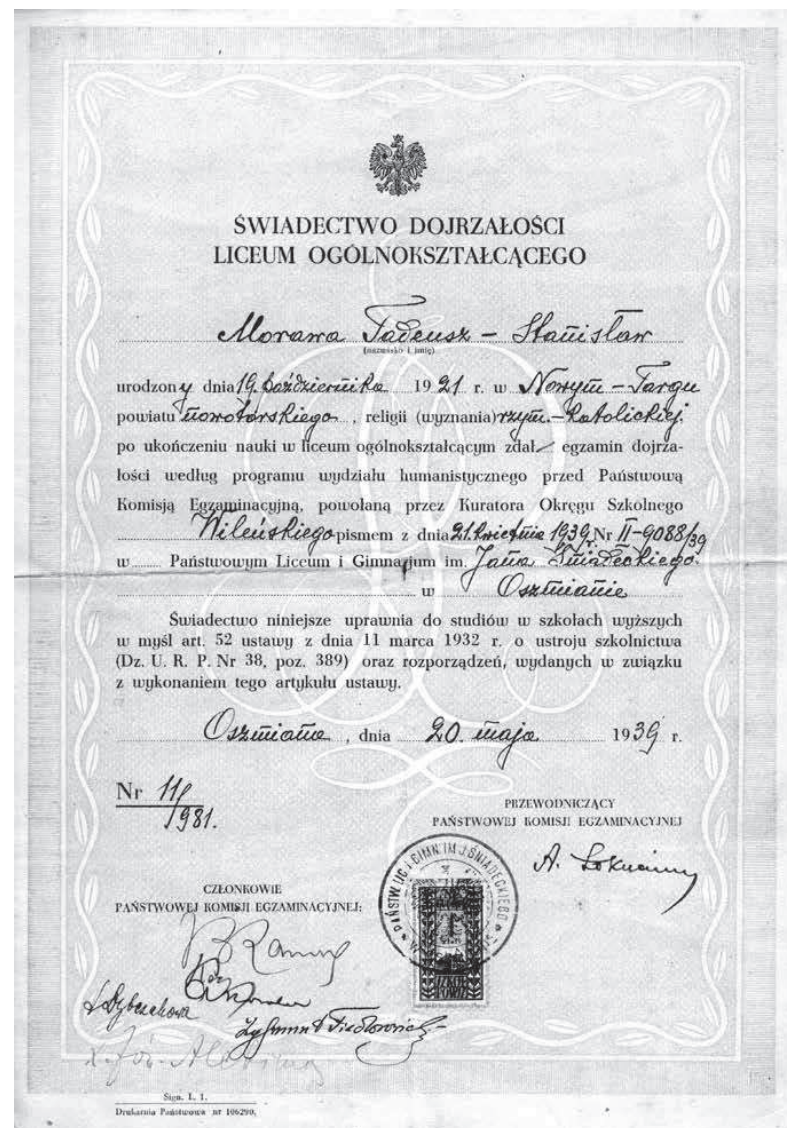 ŚWIADECTWO DOJRZAŁOŚCI
LICEUM OGÓLNOKSZTAŁCĄCEGO
Morawa Tadeusz – Stanisław
(nazwisko i imię)
urodzony dnia 19 października 1921 r. w Nowym – Targu
powiatu nowotarskiego, religii (wyznania) rzym.-katolickiej.
po ukończeniu nauki w liceum ogólnokształcącym zdał egzamin dojrza-
łości według programu wydziału humanistycznego przed Państwową
Komisją Egzaminacyjną, powołaną przez Kuratora Okręgu Szkolnego
Wileńskiego pismem z dnia 21. kwietnia 1939 r. Nr II-9088/39
w Państwowym Liceum i Gimnazjum im. Jana Śniadeckiego
w Oszmianie
Świadectwo niniejsze uprawnia do studiów w szkołach wyższych
w myśl art. 52 ustawy z dnia 11 marca 1932 r. o ustroju szkolnictwa
(Dz. U. R. P. Nr 38, poz. 389) oraz rozporządzeń, wydanych w związku
z wykonaniem tego artykułu ustawy.
Oszmiana, dnia 20. maja 1939 r.
Nr 11/981.
PRZEWODNICZĄCY
PAŃSTWOWEJ KOMISJI EGZAMINACYJNEJ
A.
PAŃSTW. LIC. I GIMN. IM. J. ŚNIADECKIEGO
CZŁONKOWIE
PAŃSTWOWEJ KOMISJI EGZAMINACYJNEJ:
Zygmunt
Sign. L. 1.
Drukarnia Państwowa nr 106290.